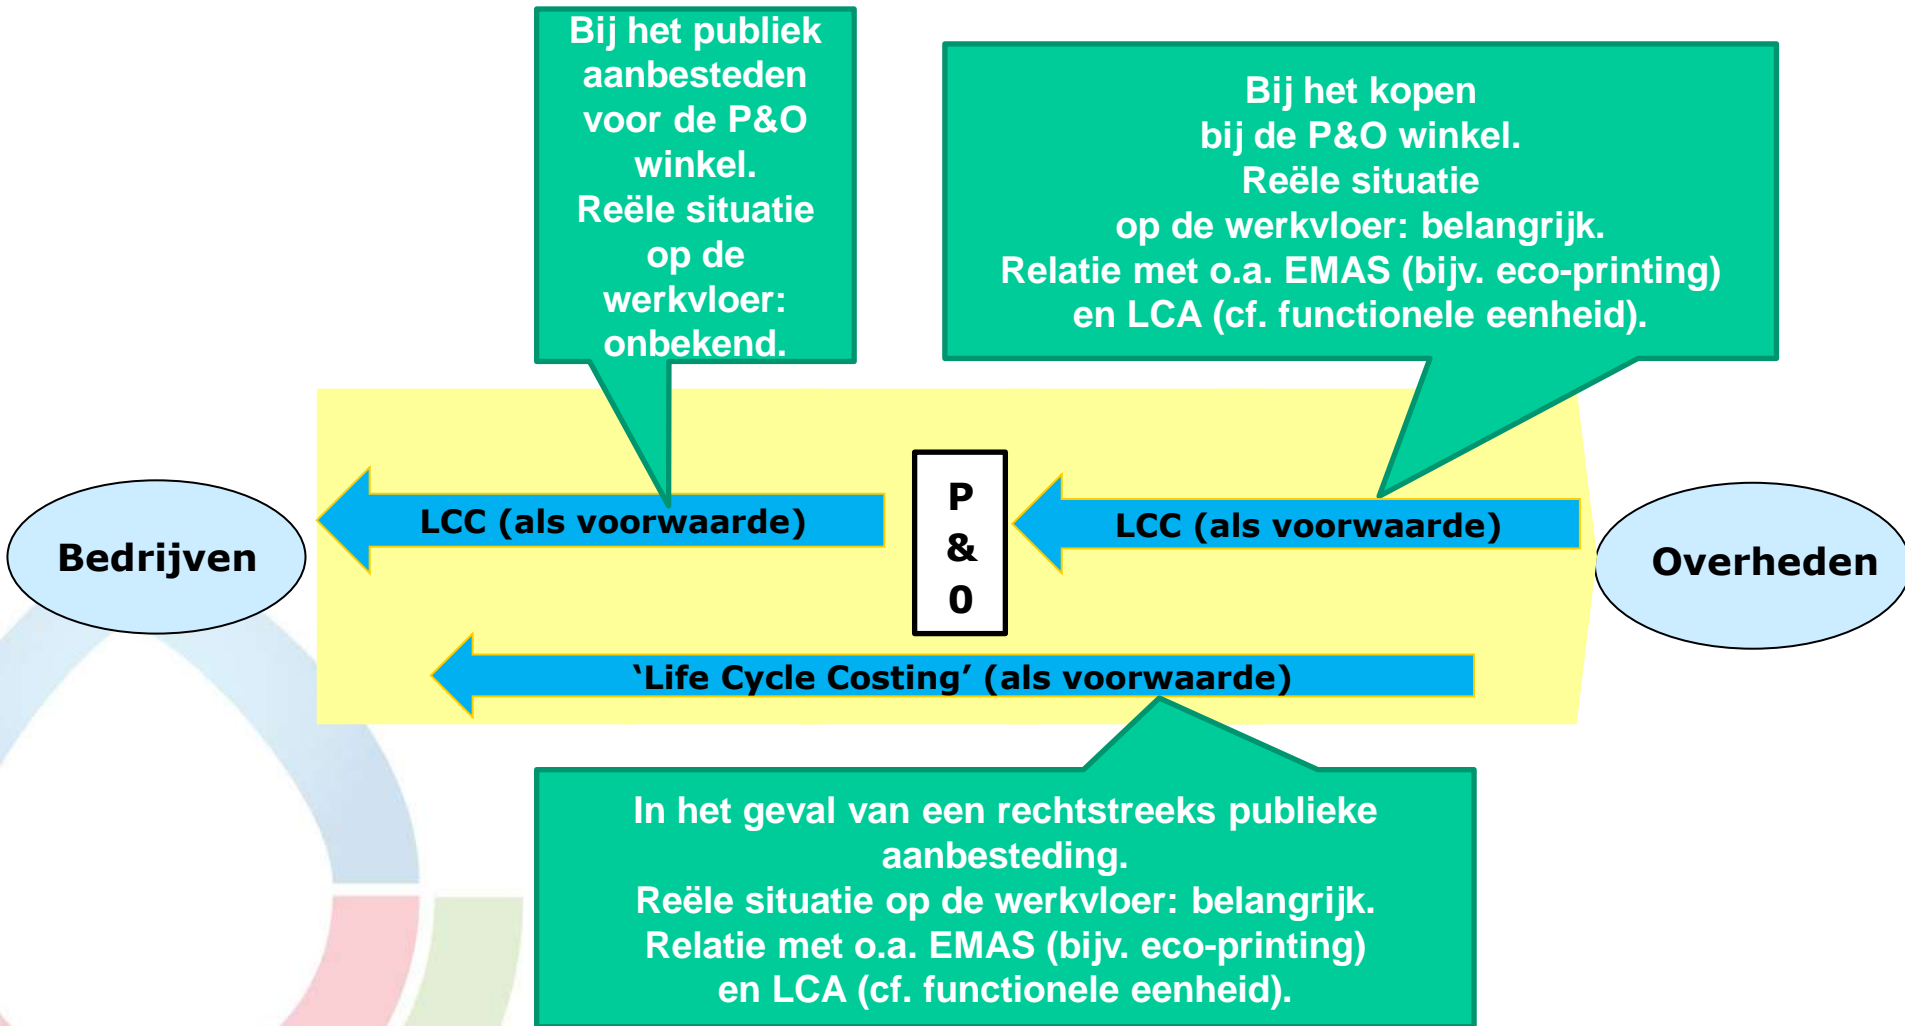 Bij het publiek
aanbesteden
voor de P&O
winkel.
Reële situatie
op de
werkvloer:
onbekend.
Bij het kopen
bij de P&O winkel.
Reële situatie
op de werkvloer: belangrijk.
Relatie met o.a. EMAS (bijv. eco-printing)
en LCA (cf. functionele eenheid).
Bedrijven
LCC (als voorwaarde)
P
&
0
LCC (als voorwaarde)
Overheden
‘Life Cycle Costing’ (als voorwaarde)
In het geval van een rechtstreeks publieke
aanbesteding.
Reële situatie op de werkvloer: belangrijk.
Relatie met o.a. EMAS (bijv. eco-printing)
en LCA (cf. functionele eenheid).